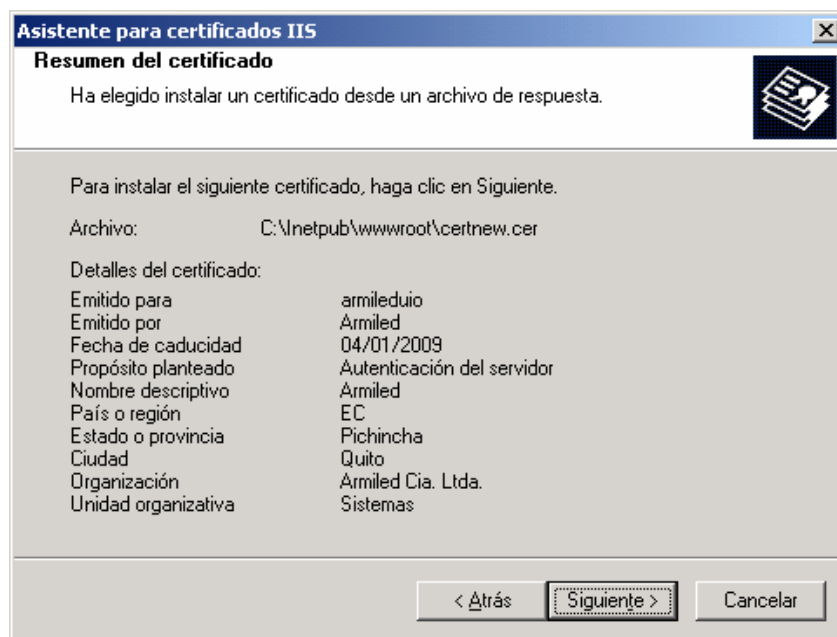 Asistente para certificados IIS
Resumen del certificado
Ha elegido instalar un certificado desde un archivo de respuesta.
Para instalar el siguiente certificado, haga clic en Siguiente.
Archivo: C:\Inetpub\wwwroot\certnew.cer
Detalles del certificado:
Emitido para armileduio
Emitido por Armiled
Fecha de caducidad 04/01/2009
Propósito planteado Autenticación del servidor
Nombre descriptivo Armiled
País o región EC
Estado o provincia Pichincha
Ciudad Quito
Organización Armiled Cia. Ltda.
Unidad organizativa Sistemas
< Atrás Siguiente > Cancelar